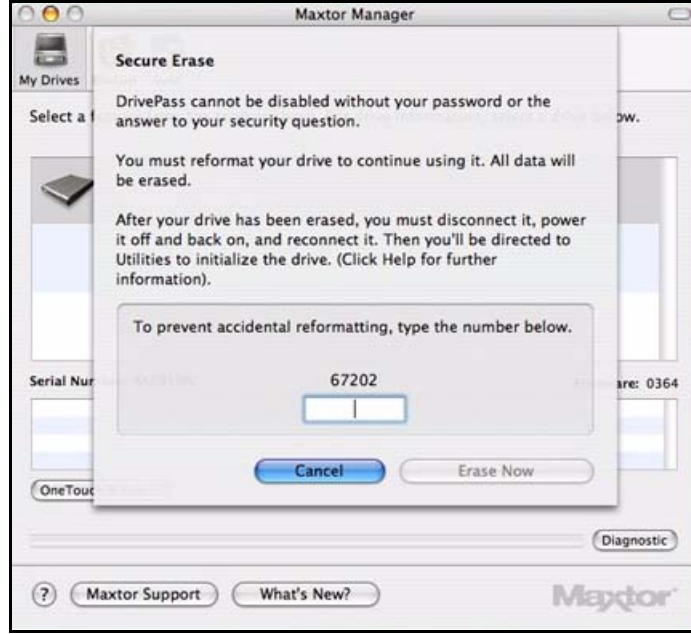 Maxtor Manager
My Drives
Secure Erase
Select a
DrivePass cannot be disabled without your password or the
answer to your security question.
ow.
You must reformat your drive to continue using it. All data will
be erased.
After your drive has been erased, you must disconnect it, power
it off and back on, and reconnect it. Then you'll be directed to
Utilities to initialize the drive. (Click Help for further
information).
To prevent accidental reformatting, type the number below.
67202
Serial Nu
are: 0364
Cancel
Erase Now
OneTou
Diagnostic
?
Maxtor Support
What's New?
Maxtor